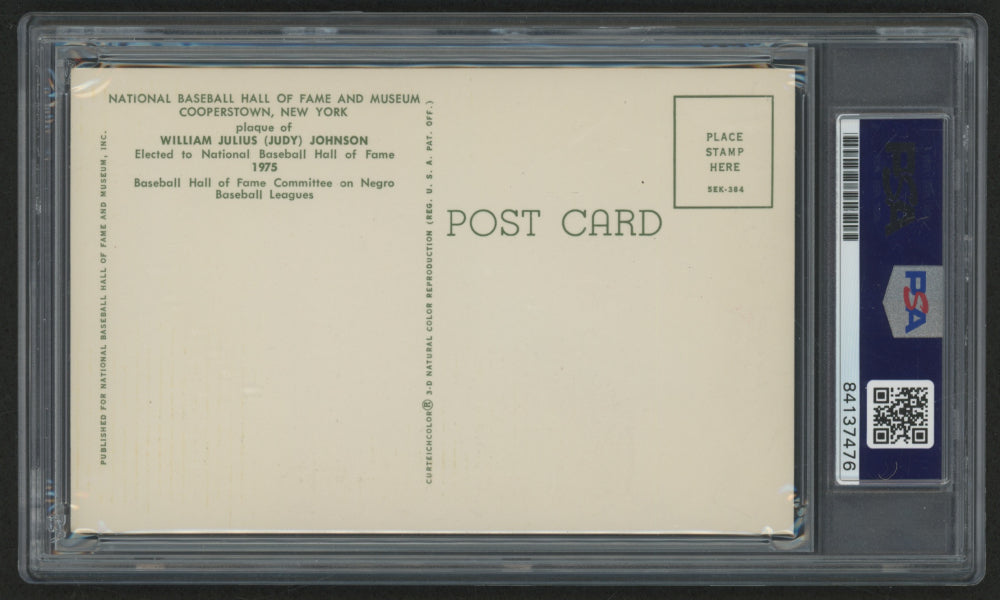 NATIONAL BASEBALL HALL OF FAME AND MUSEUM
COOPERSTOWN, NEW YORK
plaque of
WILLIAM JULIUS (JUDY) JOHNSON
Elected to National Baseball Hall of Fame
1975
Baseball Hall of Fame Committee on Negro
Baseball Leagues
PUBLISHED FOR NATIONAL BASEBALL HALL OF FAME AND MUSEUM, INC.
CURTEICHCOLOR® 3-D NATURAL COLOR REPRODUCTION (REG. U. S. A. PAT. OFF.)
POST CARD
PLACE
STAMP
HERE
5EK-384
PSA
PSA
84137476